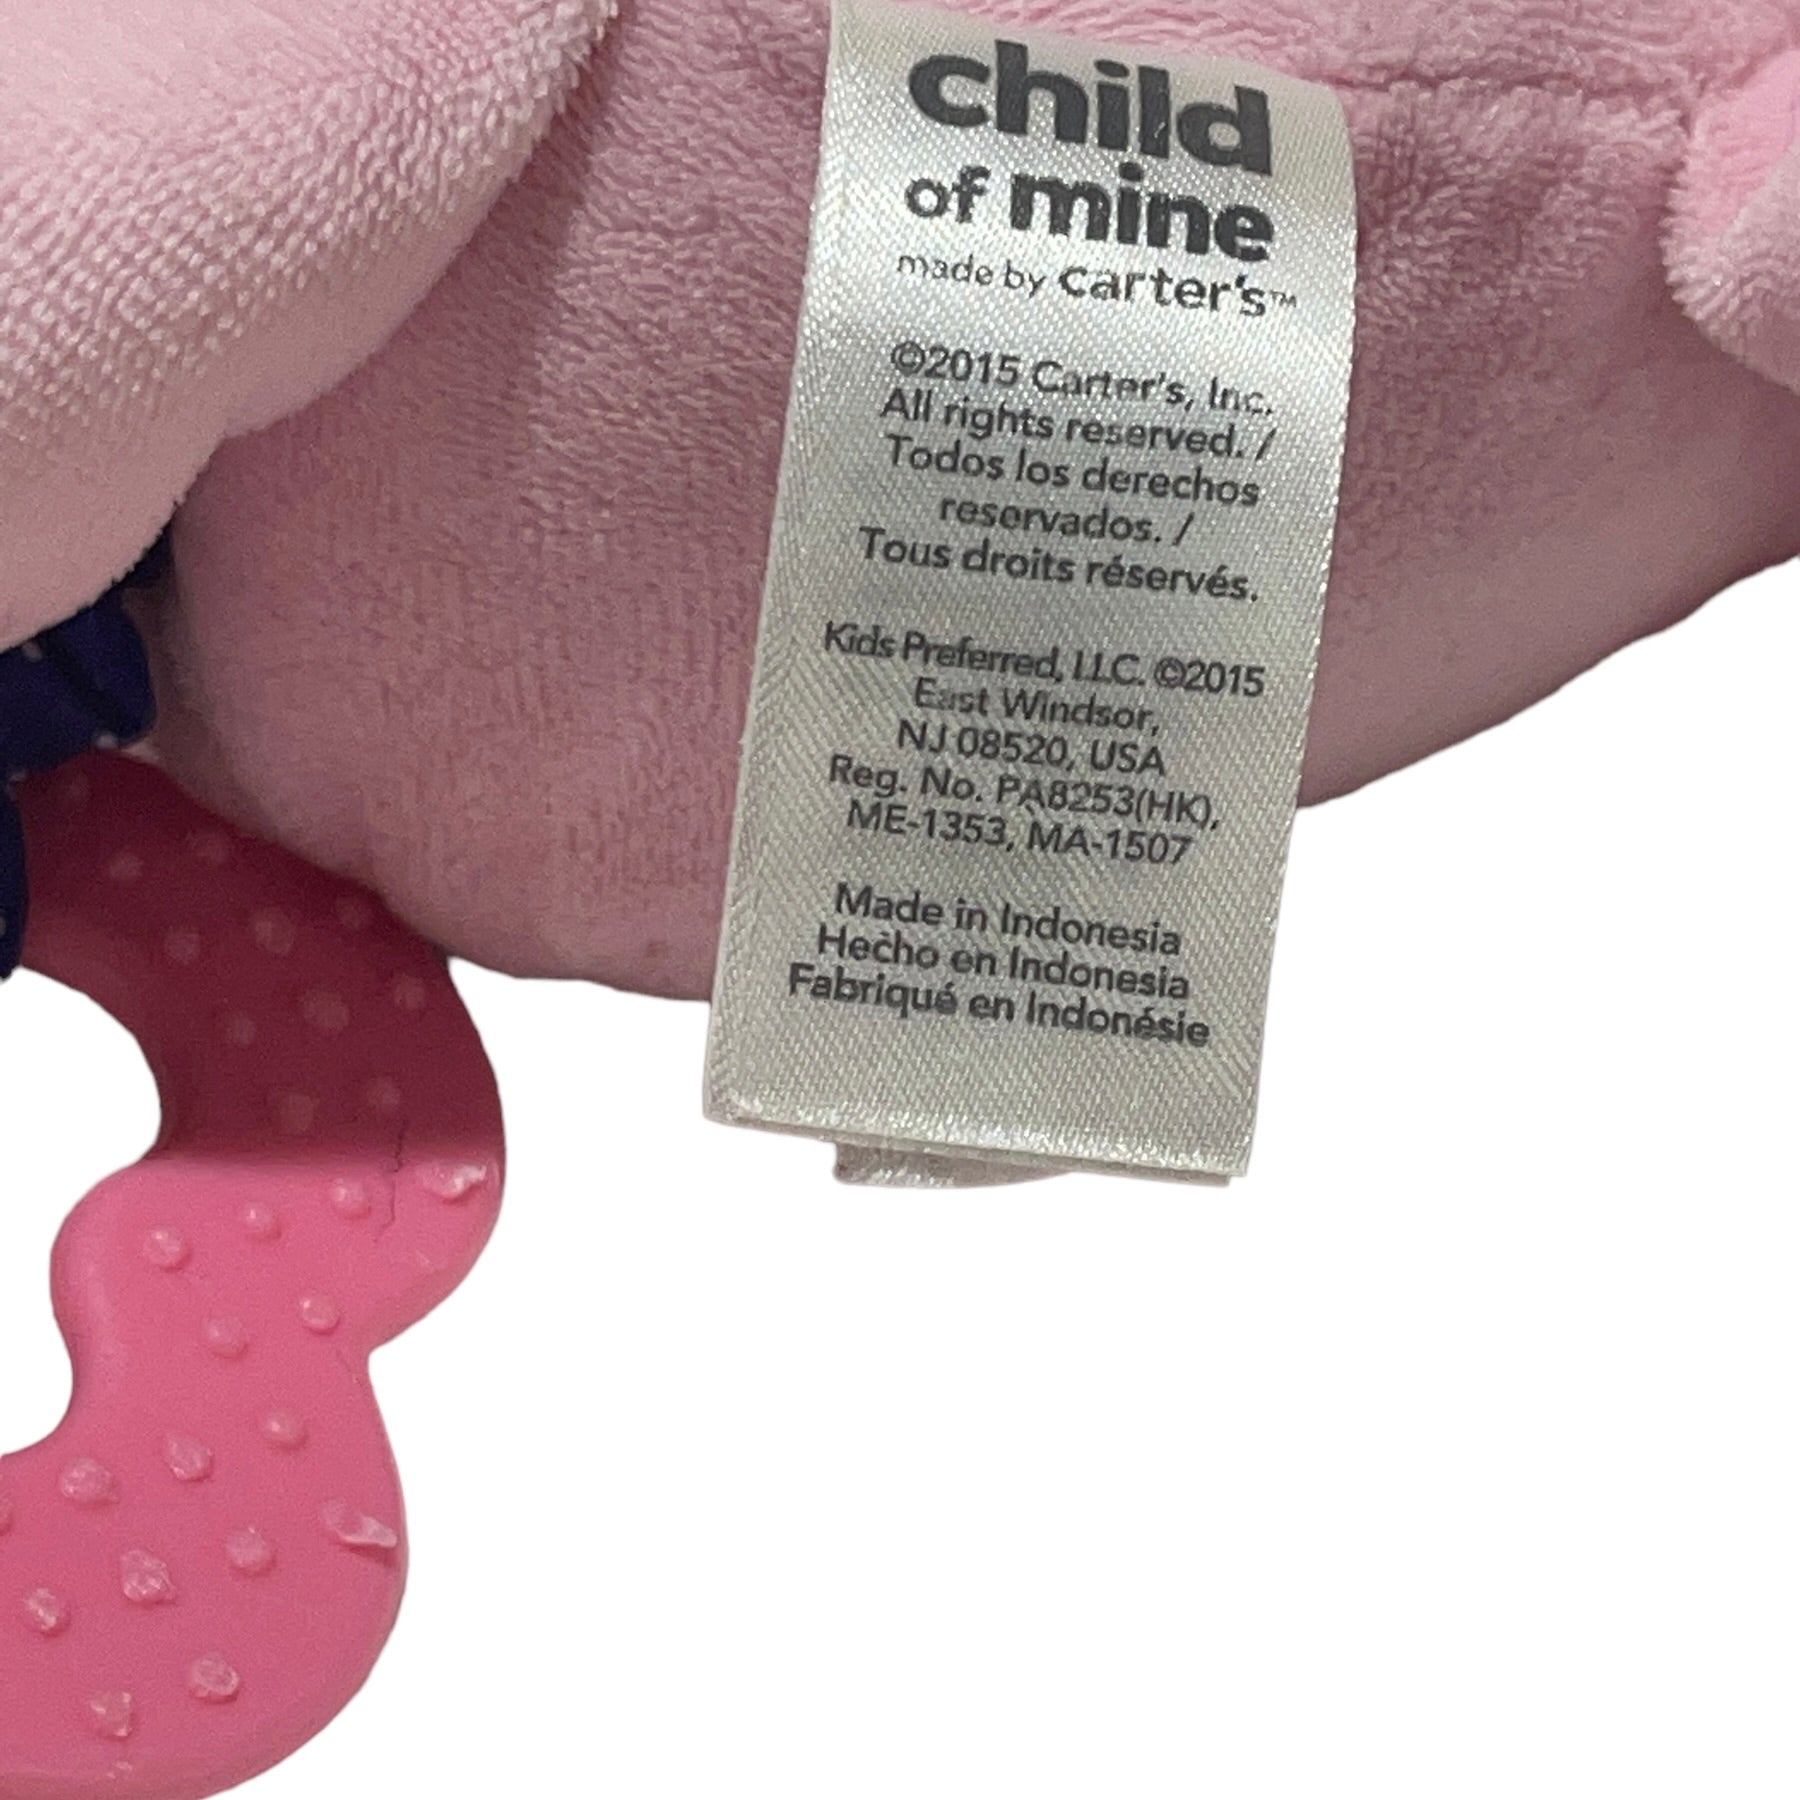 child
of mine
made by carter's™
©2015 Carter's, Inc.
All rights reserved. /
Todos los derechos
reservados. /
Tous droits réservés.
Kids Preferred, LLC. ©2015
East Windsor,
NJ 08520, USA
Reg. No. PA8253(HK),
ME-1353, MA-1507
Made in Indonesia
Hecho en Indonesia
Fabriqué en Indonésie